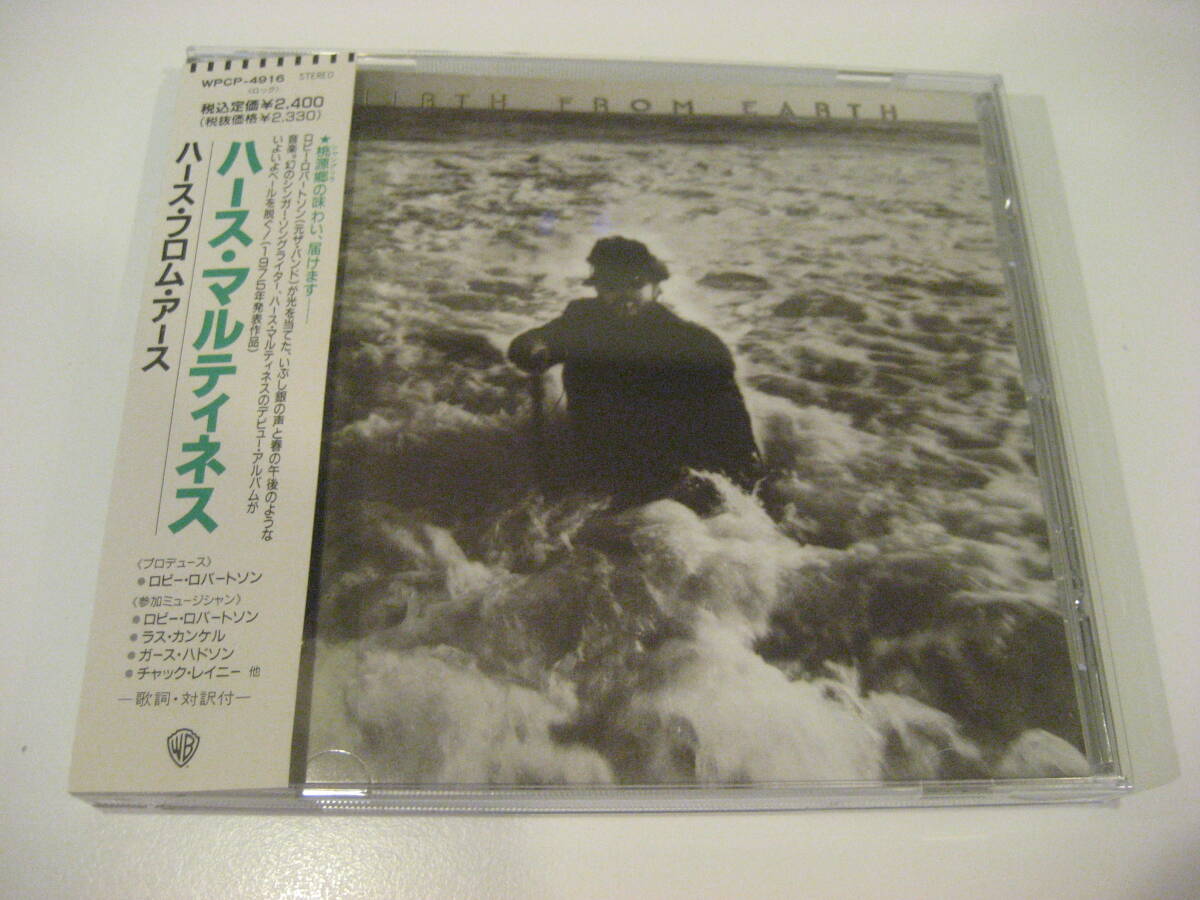 WPCP-4916 STEREO
(ロック)
税込定価¥2,400
(税抜価格¥2,330)
★桃源郷の味わい、届けます——
シャングリラ
ロビー・ロバートソン(元ザ・バンド)が光を当てた、いぶし銀の声と春の午後のような
音楽。幻のシンガー・ソングライター、ハース・マルティネスのデビュー・アルバムが
いよいよベールを脱ぐ!(1975年発表作品)
ハース・マルティネス
ハース・フロム・アース
《プロデュース》
●ロビー・ロバートソン
《参加ミュージシャン》
●ロビー・ロバートソン
●ラス・カンケル
●ガース・ハドソン
●チャック・レイニー 他
—歌詞・対訳付—
WB
FROM EARTH